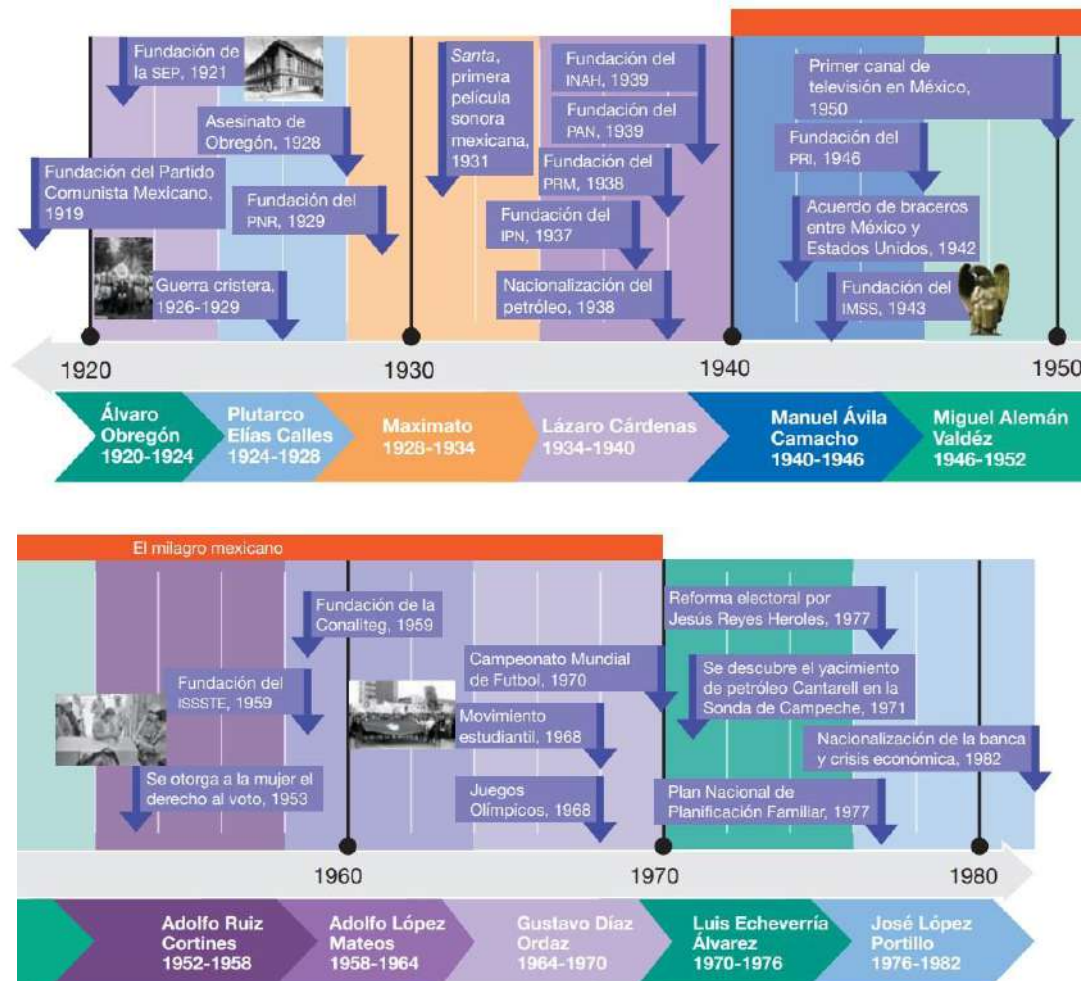 Fundación de
la SEP, 1921
Asesinato de
Obregón, 1928
Fundación del Partido
Comunista Mexicano,
1919
Fundación del
PNR, 1929
Guerra cristera,
1926-1929
Santa,
primera
película
sonora
mexicana,
1931
Fundación del
INAH, 1939
Fundación del
PAN, 1939
Fundación del
PRM, 1938
Fundación del
IPN, 1937
Nacionalización del
petróleo, 1938
Primer canal de
televisión en México,
1950
Fundación del
PRI, 1946
Acuerdo de braceros
entre México y
Estados Unidos, 1942
Fundación del
IMSS, 1943
1920
1930
1940
1950
Álvaro
Obregón
1920-1924
Plutarco
Elías Calles
1924-1928
Maximato
1928-1934
Lázaro Cárdenas
1934-1940
Manuel Ávila
Camacho
1940-1946
Miguel Alemán
Valdéz
1946-1952
El milagro mexicano
Fundación de la
Conaliteg, 1959
Fundación del
ISSSTE, 1959
Se otorga a la mujer el
derecho al voto, 1953
Campeonato Mundial
de Futbol, 1970
Movimiento
estudiantil, 1968
Juegos
Olímpicos, 1968
Reforma electoral por
Jesús Reyes Heroles, 1977
Se descubre el yacimiento
de petróleo Cantarell en la
Sonda de Campeche, 1971
Nacionalización de la banca
y crisis económica, 1982
Plan Nacional de
Planificación Familiar, 1977
1960
1970
1980
Adolfo Ruiz
Cortines
1952-1958
Adolfo López
Mateos
1958-1964
Gustavo Díaz
Ordaz
1964-1970
Luis Echeverría
Álvarez
1970-1976
José López
Portillo
1976-1982